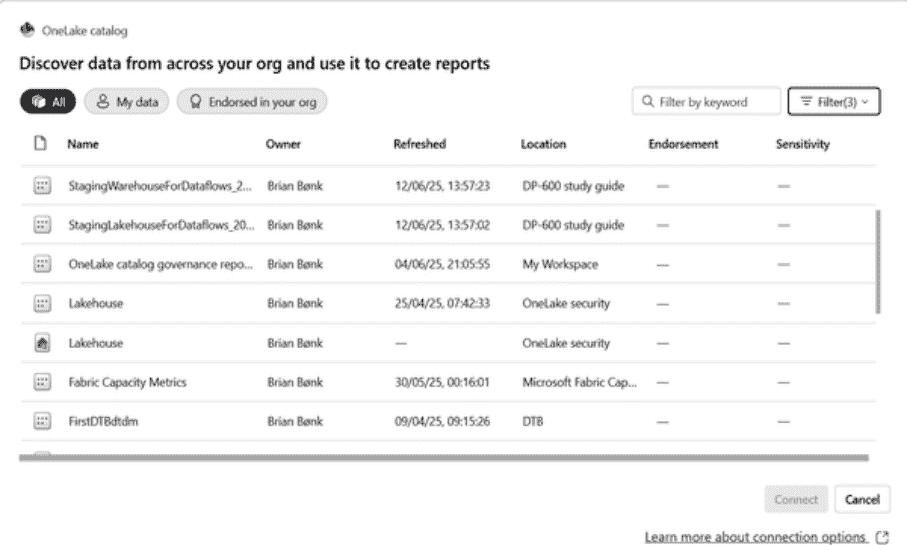 OneLake catalog
Discover data from across your org and use it to create reports
All My data Endorsed in your org Filter by keyword Filter(3)
Name Owner Refreshed Location Endorsement Sensitivity
StagingWarehouseForDataflows_2... Brian Bønk 12/06/25, 13:57:23 DP-600 study guide — —
StagingLakehouseForDataflows_20... Brian Bønk 12/06/25, 13:57:02 DP-600 study guide — —
OneLake catalog governance repo... Brian Bønk 04/06/25, 21:05:55 My Workspace — —
Lakehouse Brian Bønk 25/04/25, 07:42:33 OneLake security — —
Lakehouse Brian Bønk — OneLake security — —
Fabric Capacity Metrics Brian Bønk 30/05/25, 00:16:01 Microsoft Fabric Cap... — —
FirstDTBdtdm Brian Bønk 09/04/25, 09:15:26 DTB — —
Connect Cancel
Learn more about connection options